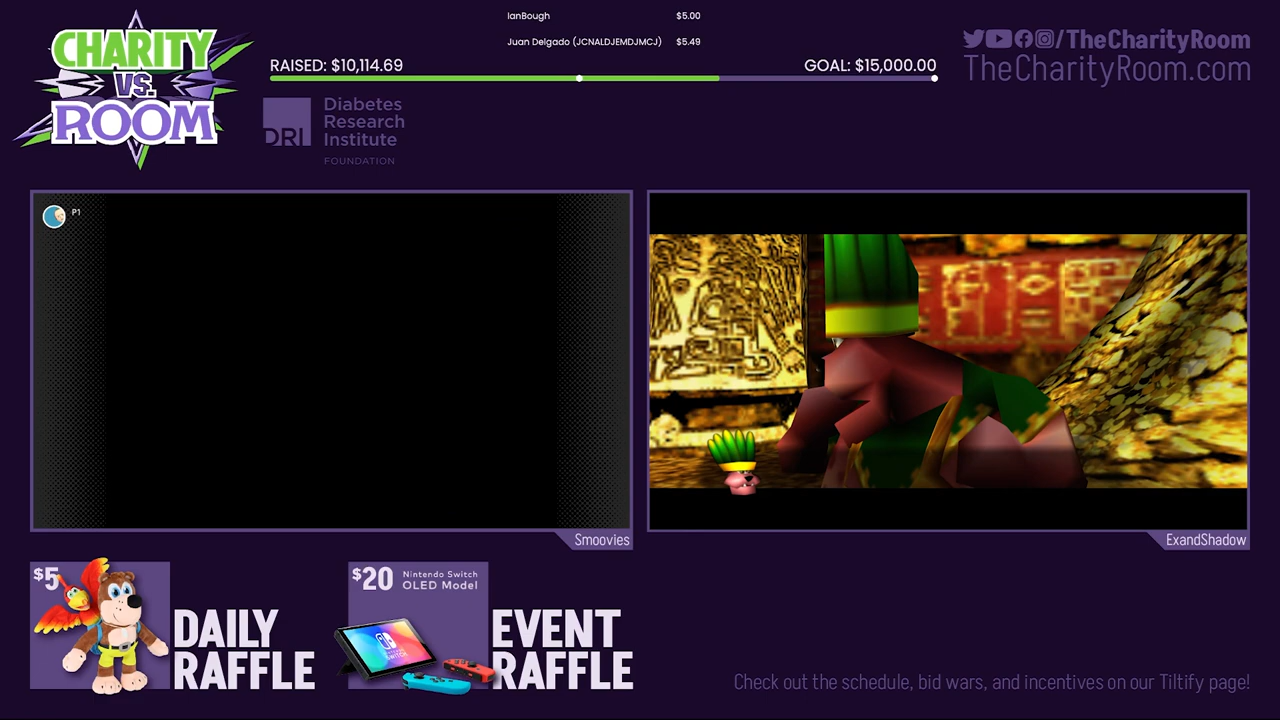 CHARITY
VS.
ROOM
IanBough $5.00
Juan Delgado (JCNALDJEMDJMCJ) $5.49
RAISED: $10,114.69
GOAL: $15,000.00
/TheCharityRoom
TheCharityRoom.com
DRI
Diabetes
Research
Institute
FOUNDATION
P1
Smoovies
ExandShadow
$5
DAILY
RAFFLE
$20
Nintendo Switch
OLED Model
EVENT
RAFFLE
Check out the schedule, bid wars, and incentives on our Tiltify page!